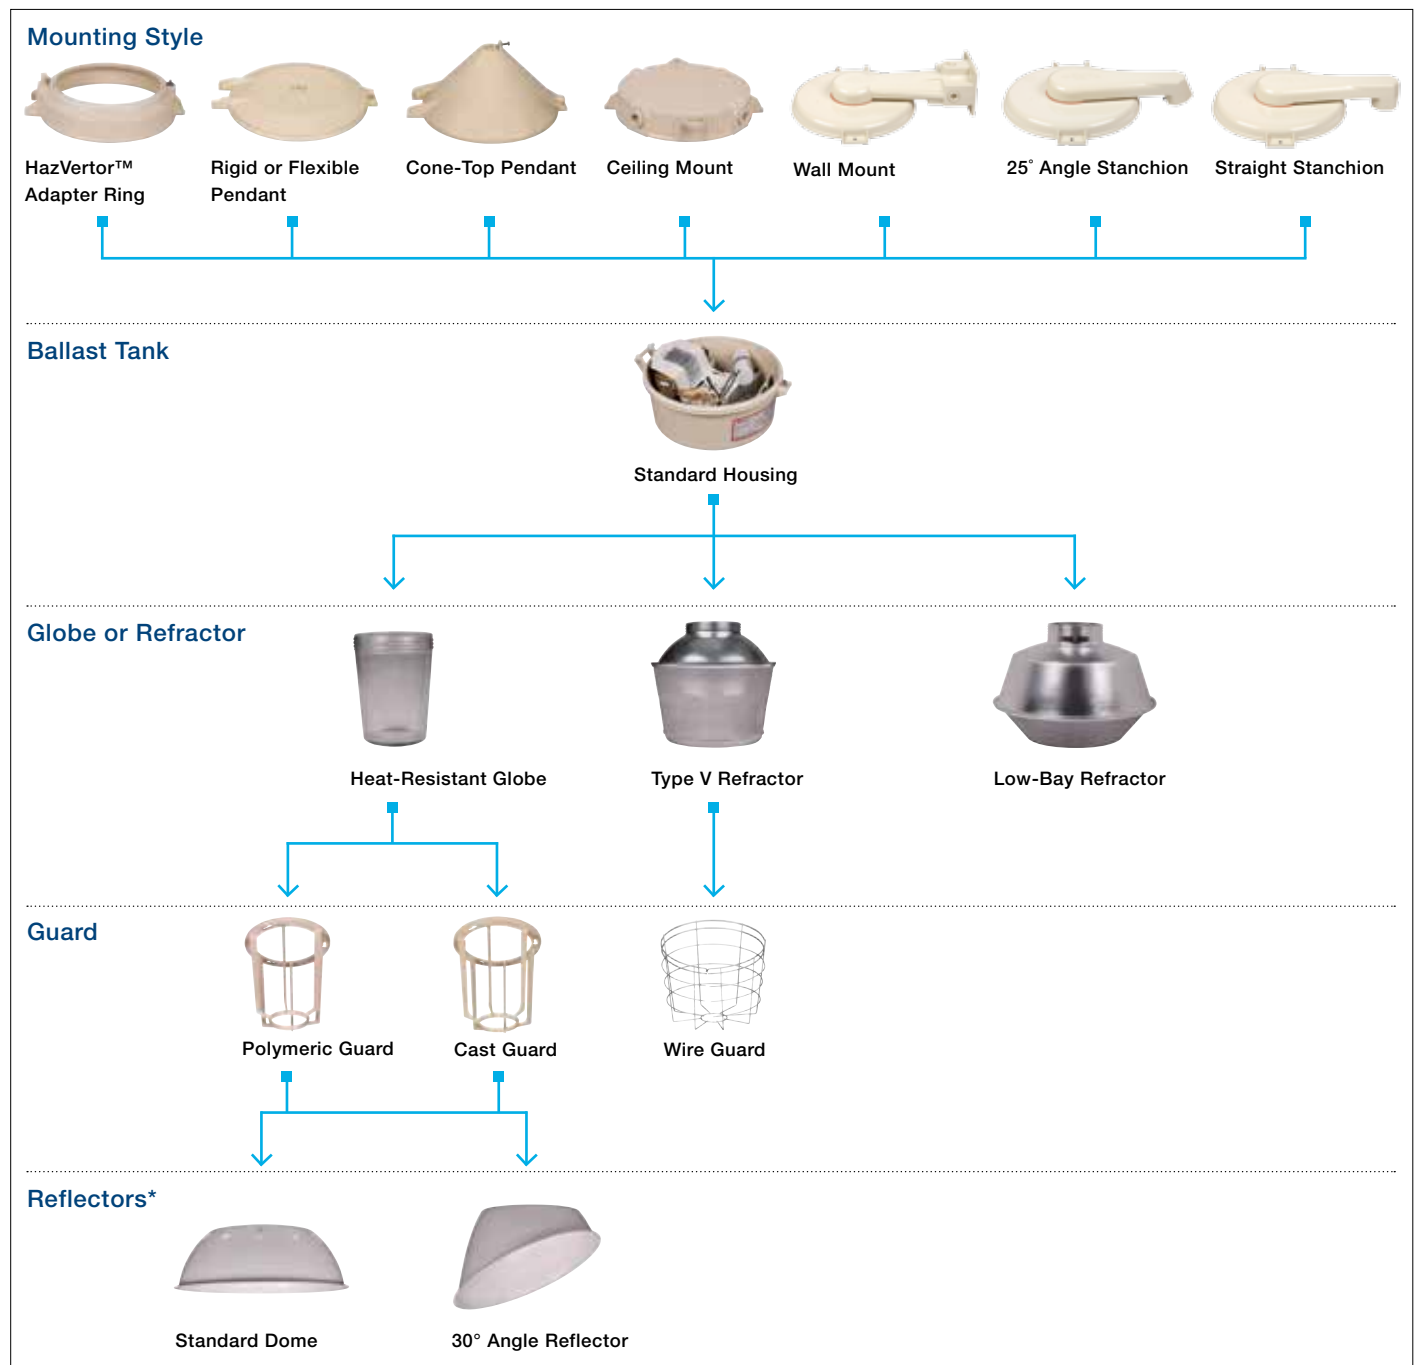 Mounting Style
HazVertor™
Adapter Ring
Rigid or Flexible
Pendant
Cone-Top Pendant
Ceiling Mount
Wall Mount
25˚ Angle Stanchion
Straight Stanchion
Ballast Tank
Standard Housing
Globe or Refractor
Heat-Resistant Globe
Type V Refractor
Low-Bay Refractor
Guard
Polymeric Guard
Cast Guard
Wire Guard
Reflectors*
Standard Dome
30° Angle Reflector